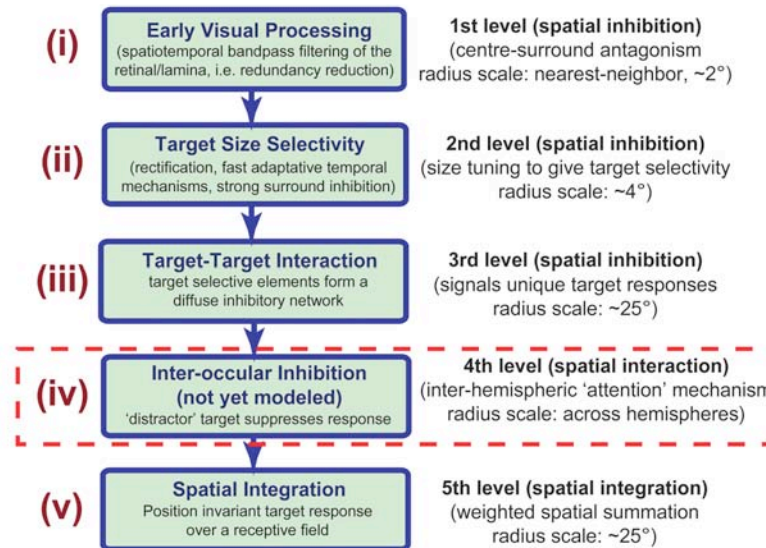 (i)
Early Visual Processing
(spatiotemporal bandpass filtering of the
retinal/lamina, i.e. redundancy reduction)
1st level (spatial inhibition)
(centre-surround antagonism
radius scale: nearest-neighbor, ~2°)
(ii)
Target Size Selectivity
(rectification, fast adaptative temporal
mechanisms, strong surround inhibition)
2nd level (spatial inhibition)
(size tuning to give target selectivity
radius scale: ~4°)
(iii)
Target-Target Interaction
target selective elements form a
diffuse inhibitory network
3rd level (spatial inhibition)
(signals unique target responses
radius scale: ~25°)
(iv)
Inter-occular Inhibition
(not yet modeled)
'distractor' target suppresses response
4th level (spatial interaction)
(inter-hemispheric 'attention' mechanism
radius scale: across hemispheres)
(v)
Spatial Integration
Position invariant target response
over a receptive field
5th level (spatial integration)
(weighted spatial summation
radius scale: ~25°)